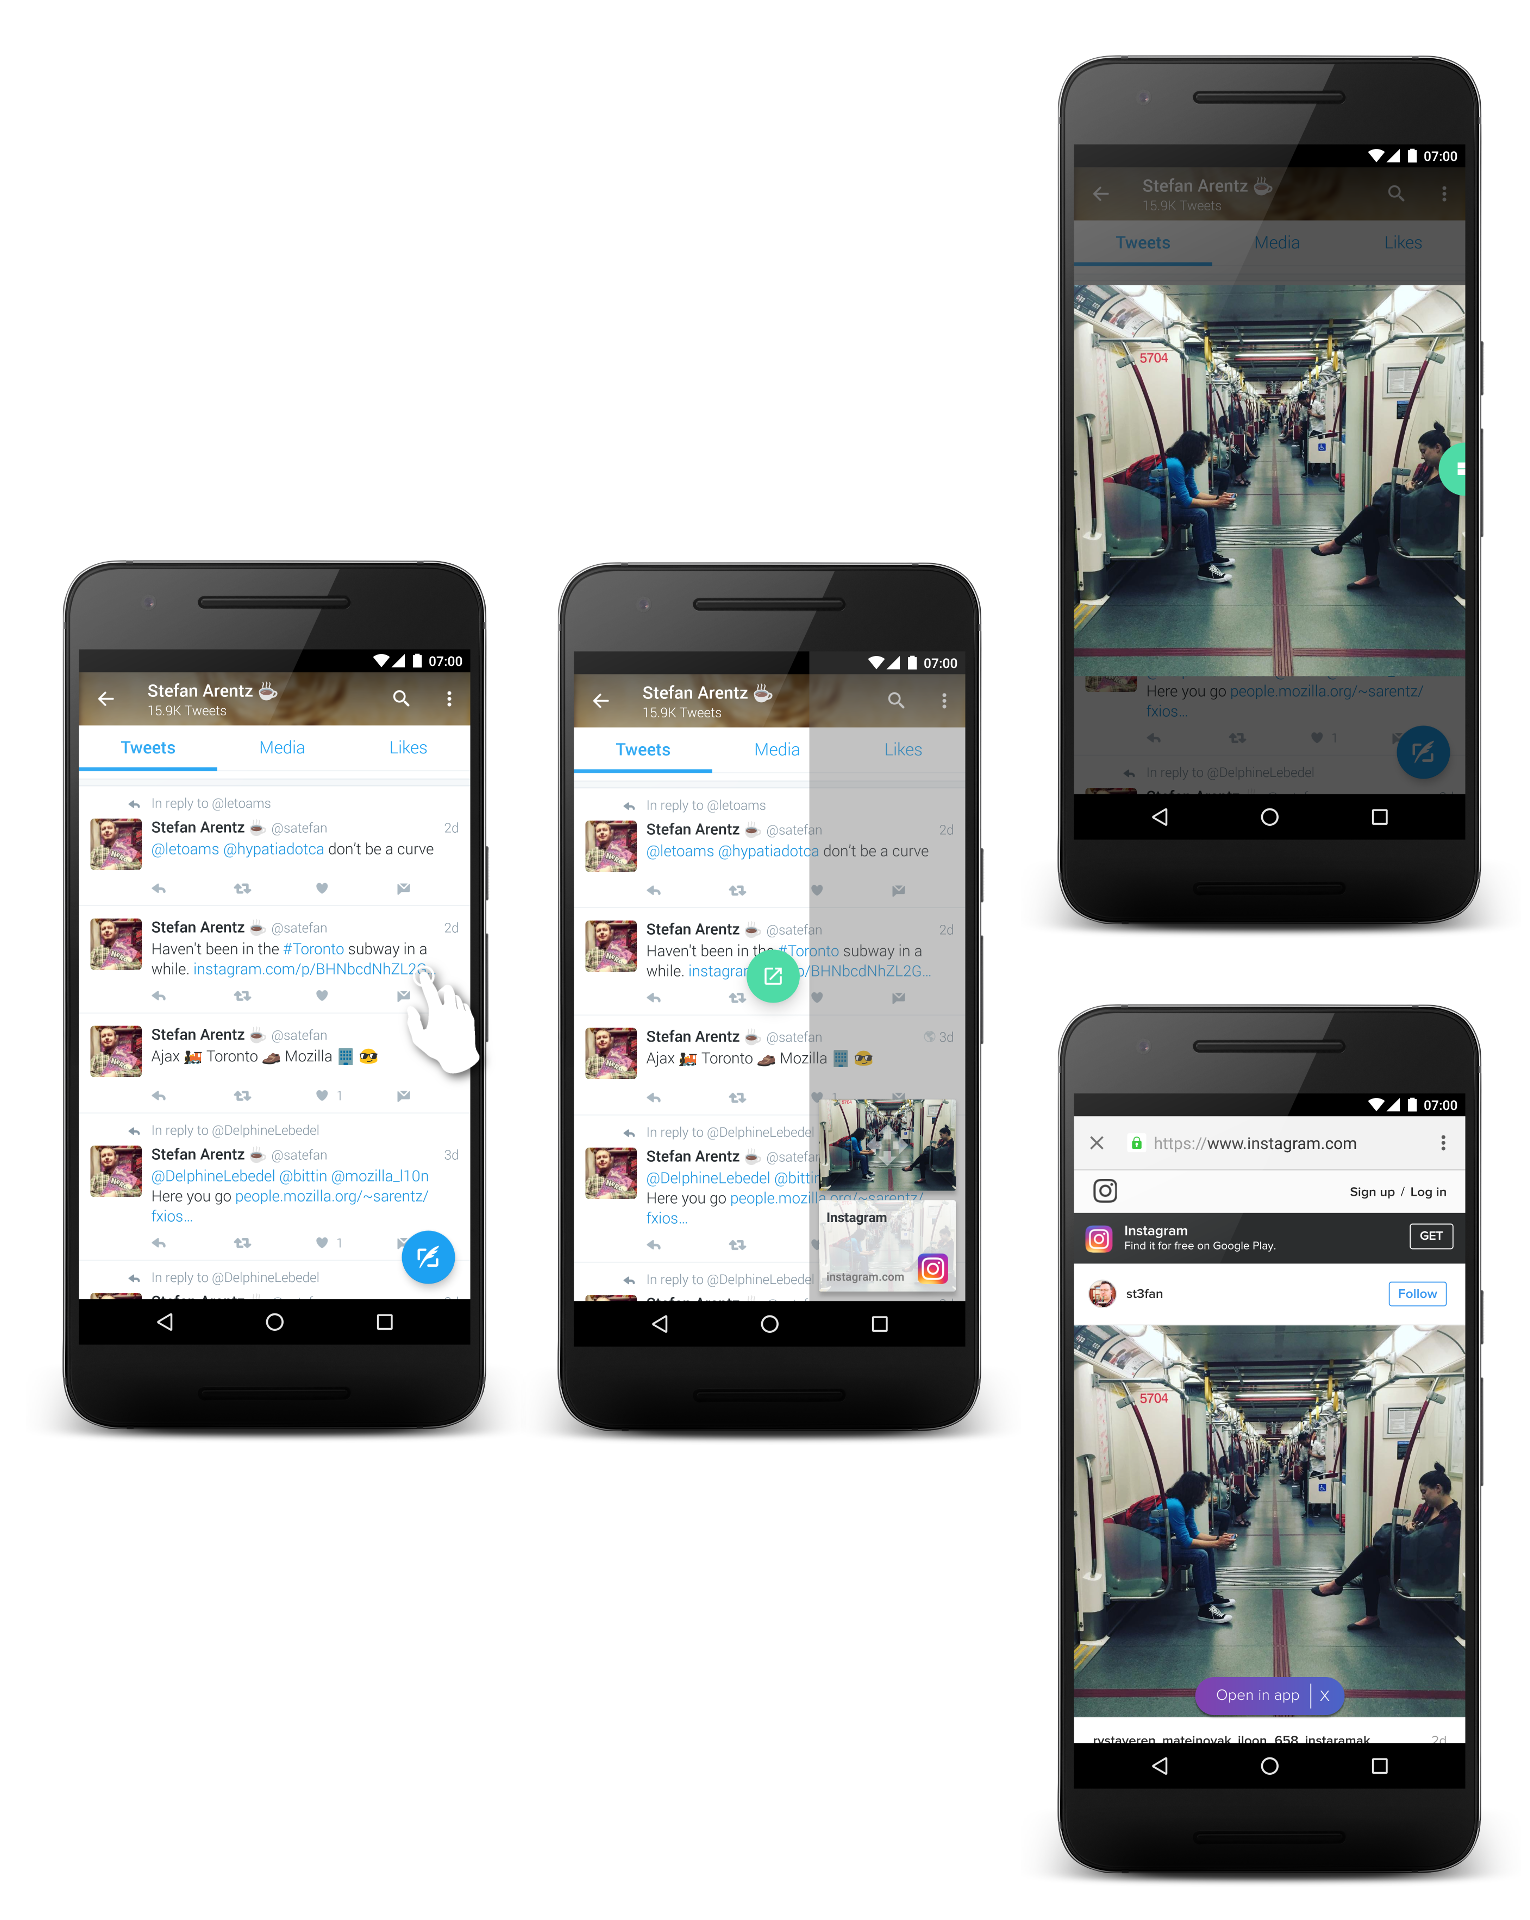 07:00
Stefan Arentz
15.9K Tweets
Tweets Media Likes
In reply to @letoams
Stefan Arentz @satefan 2d
@letoams @hypatiadotca don't be a curve
Stefan Arentz @satefan 2d
Haven't been in the #Toronto subway in a
while. instagram.com/p/BHNbcdNhZL2G
Stefan Arentz @satefan
Ajax Toronto Mozilla
1
In reply to @DelphineLebedel
Stefan Arentz @satefan 3d
@DelphineLebedel @bittin @mozilla_l10n
Here you go people.mozilla.org/~sarentz/
fxios...
1
In reply to @DelphineLebedel
07:00
Stefan Arentz
15.9K Tweets
Tweets Media Likes
In reply to @letoams
Stefan Arentz @satefan 2d
@letoams @hypatiadotca don't be a curve
Stefan Arentz @satefan 2d
Haven't been in the #Toronto subway in a
while. instagram p/BHNbcdNhZL2G...
Stefan Arentz @satefan 3d
Ajax Toronto Mozilla
1
In reply to @DelphineLebedel
Stefan Arentz @satefan
@DelphineLebedel @bittin
Here you go people.mozilla.org/~sarentz/
fxios...
In reply to @DelphineLebedel
5704
Instagram
instagram.com
07:00
Stefan Arentz
15.9K Tweets
Tweets Media Likes
5704
Here you go people.mozilla.org/~sarentz/
fxios...
1
In reply to @DelphineLebedel
07:00
https://www.instagram.com
Sign up / Log in
Instagram
Find it for free on Google Play.
GET
st3fan
Follow
5704
Open in app X
rvstaveren, matejnovak, jloon_658, instaramak 2d